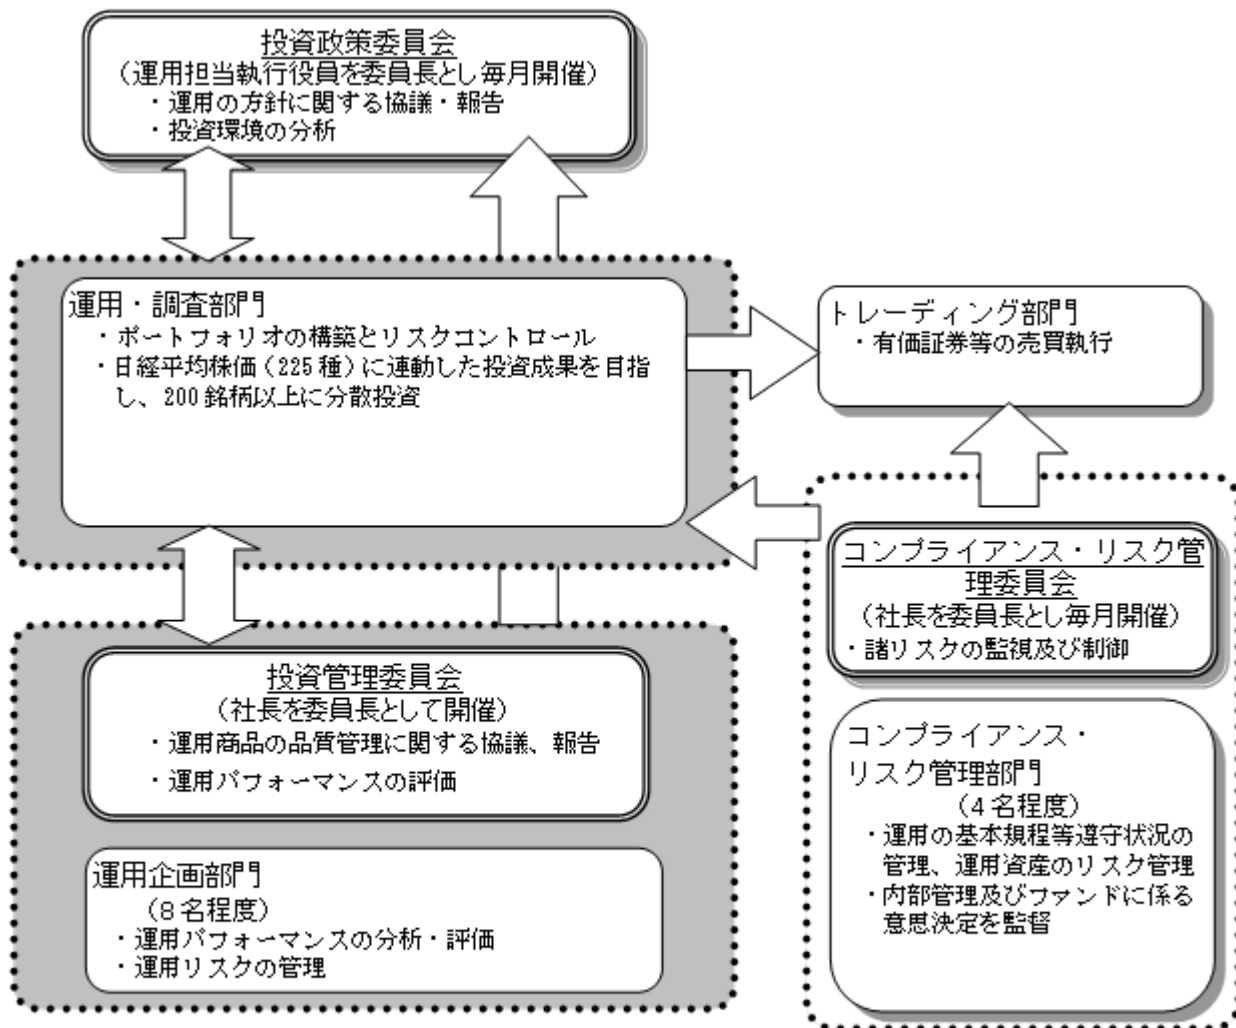 投資政策委員会
（運用担当執行役員を委員長とし毎月開催）
・運用の方針に関する協議・報告
・投資環境の分析
運用・調査部門
・ポートフォリオの構築とリスクコントロール
・日経平均株価（225種）に連動した投資成果を目指
し、200銘柄以上に分散投資
トレーディング部門
・有価証券等の売買執行
コンプライアンス・リスク管
理委員会
（社長を委員長とし毎月開催）
・諸リスクの監視及び制御
投資管理委員会
（社長を委員長として開催）
・運用商品の品質管理に関する協議、報告
・運用パフォーマンスの評価
コンプライアンス・
リスク管理部門
（4名程度）
・運用の基本規程等遵守状況の
管理、運用資産のリスク管理
・内部管理及びファンドに係る
意思決定を監督
運用企画部門
（8名程度）
・運用パフォーマンスの分析・評価
・運用リスクの管理